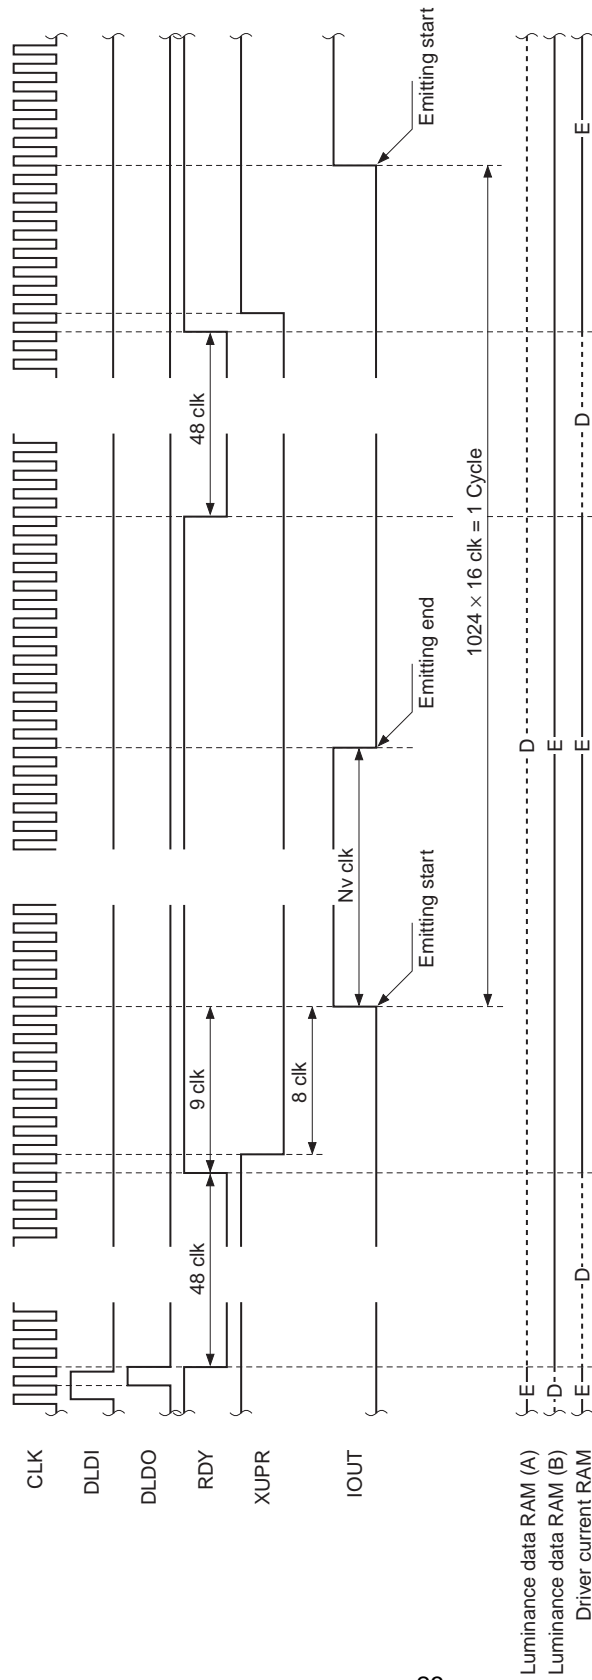 CLK
DLDI
DLDO
RDY
48 clk
9 clk
48 clk
XUPR
8 clk
IOUT
Nv clk
Emitting start
Emitting end
Emitting start
1024 × 16 clk = 1 Cycle
Luminance data RAM (A)
E
D
Luminance data RAM (B)
D
E
Driver current RAM
E
D
E
D
E